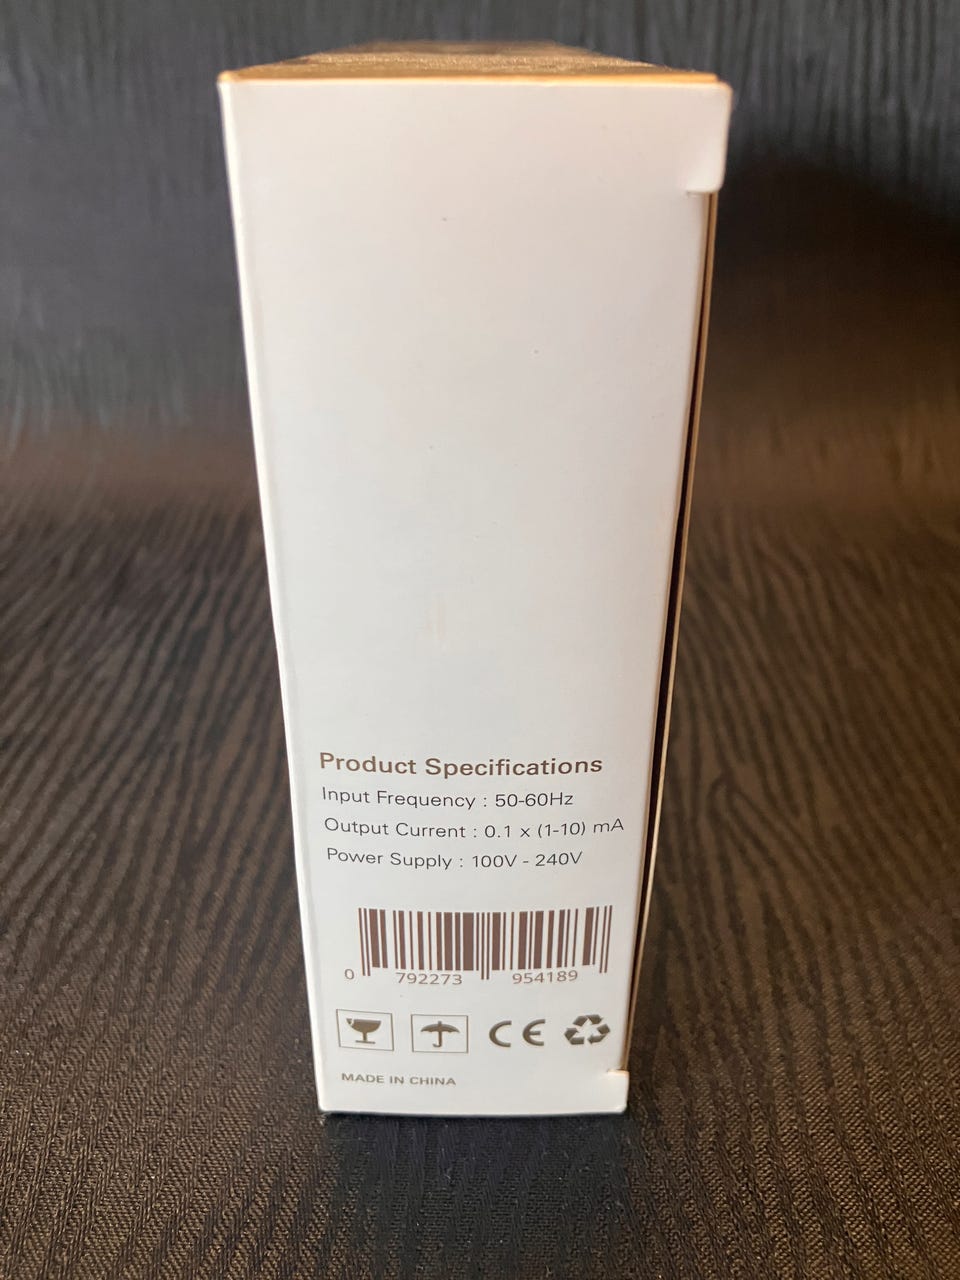 Product Specifications
Input Frequency : 50-60Hz
Output Current : 0.1 x (1-10) mA
Power Supply : 100V - 240V
0 792273 954189
CE
MADE IN CHINA